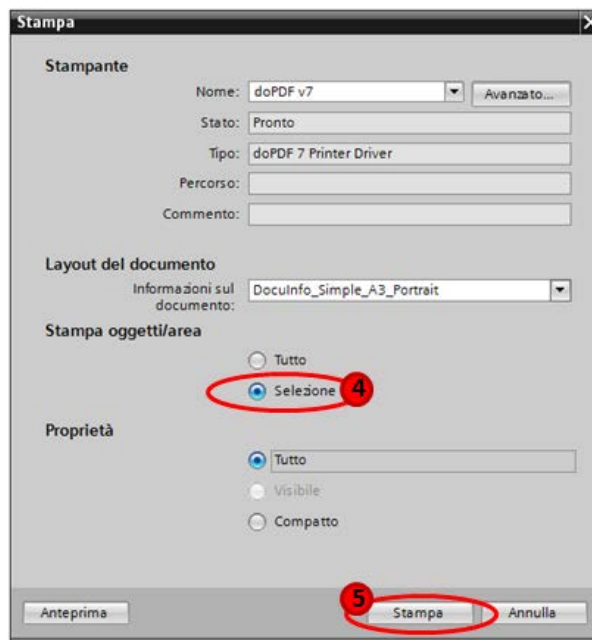 Stampa
Stampante
Nome: doPDF v7 Avanzato...
Stato: Pronto
Tipo: doPDF 7 Printer Driver
Percorso:
Commento:
Layout del documento
Informazioni sul
documento: DocuInfo_Simple_A3_Portrait
Stampa oggetti/area
Tutto
Selezione 4
Proprietà
Tutto
Visibile
Compatto
5
Anteprima Stampa Annulla